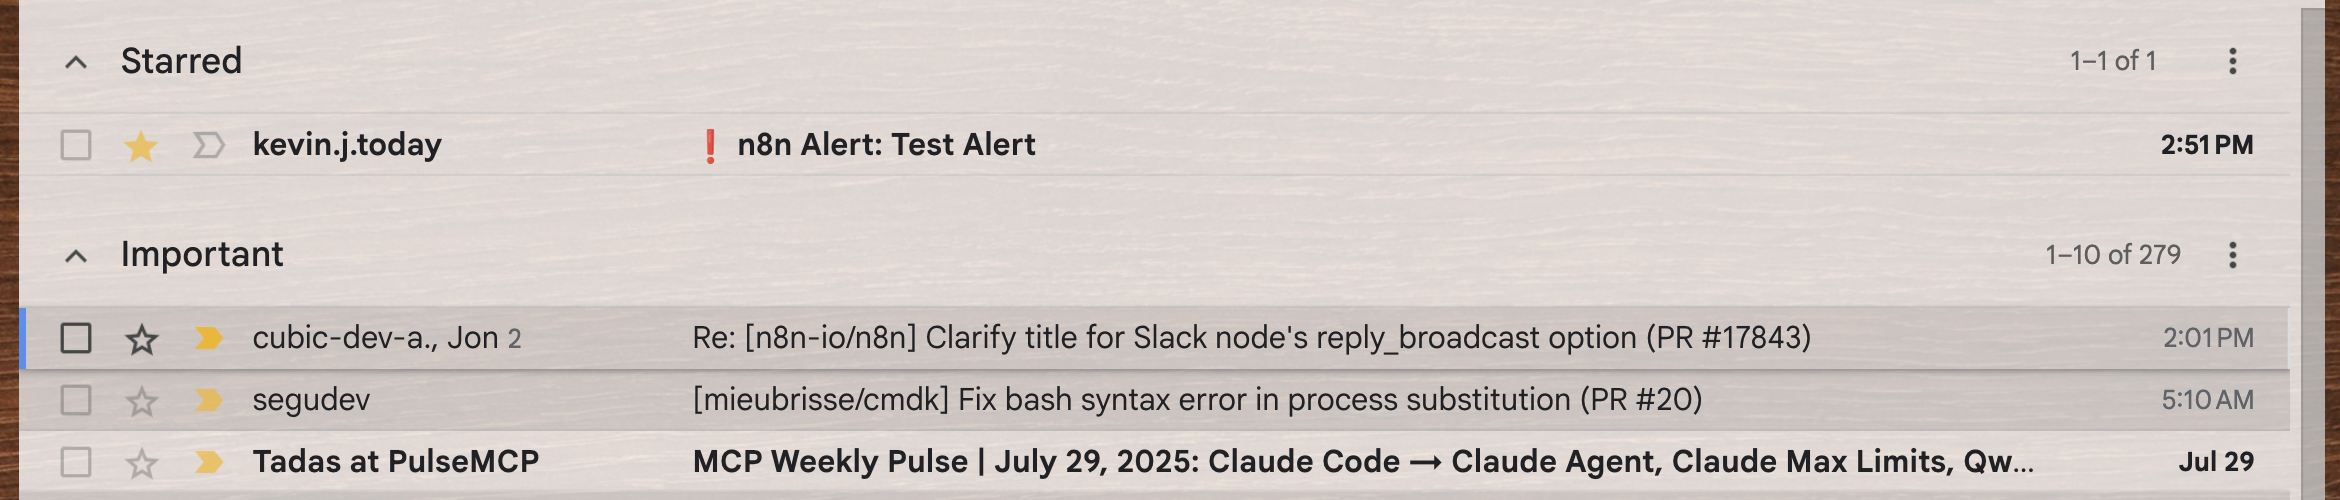 Starred 1–1 of 1
kevin.j.today ❗ n8n Alert: Test Alert 2:51 PM
Important 1–10 of 279
cubic-dev-a., Jon 2 Re: [n8n-io/n8n] Clarify title for Slack node's reply_broadcast option (PR #17843) 2:01 PM
segudev [mieubrisse/cmdk] Fix bash syntax error in process substitution (PR #20) 5:10 AM
Tadas at PulseMCP MCP Weekly Pulse | July 29, 2025: Claude Code → Claude Agent, Claude Max Limits, Qw... Jul 29